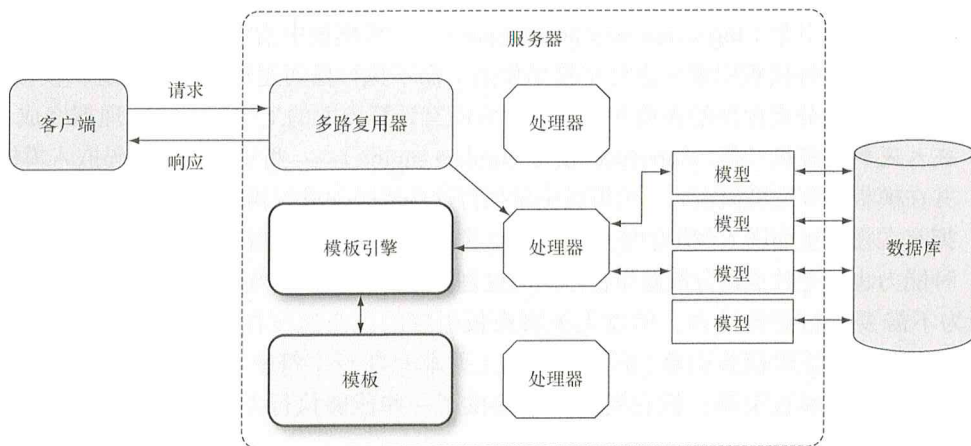 服务器
请求
客户端
响应
多路复用器
处理器
模板引擎
处理器
模板
处理器
模型
模型
模型
模型
数据库